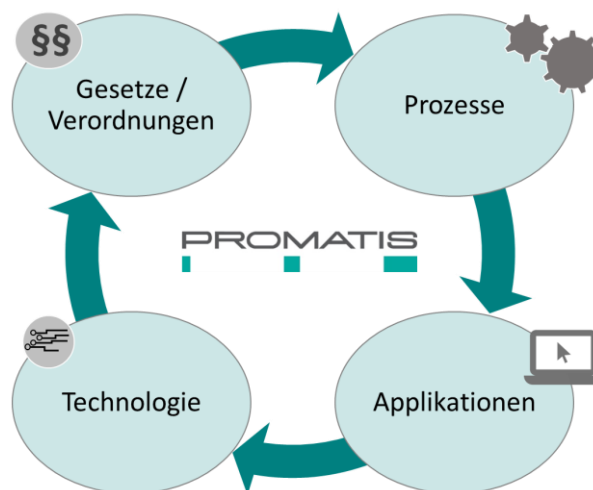 §§
Gesetze /
Verordnungen
Prozesse
PROMATIS
Technologie
Applikationen